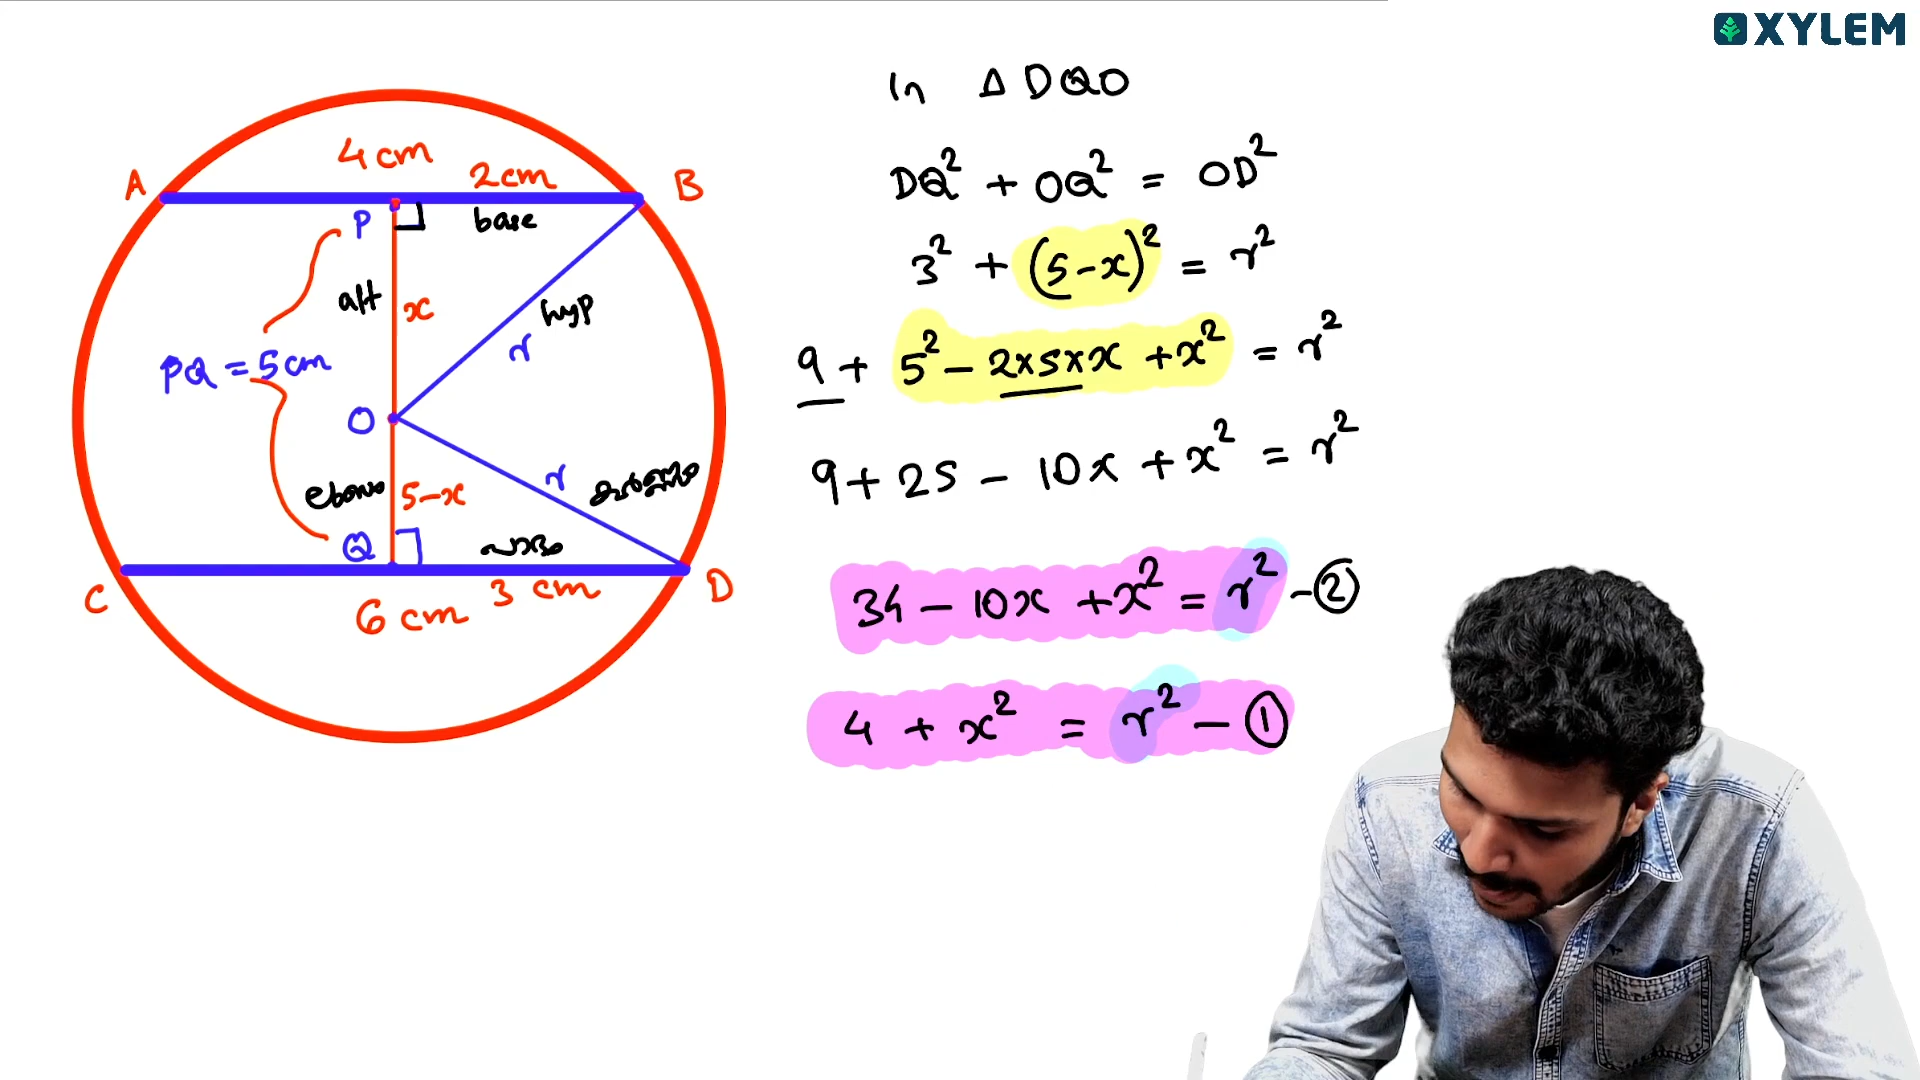 XYLEM
4 cm
A
2cm
B
P
base
alt
x
hyp
r
PQ = 5cm
O
r
കർണ്ണം
ലംബം
5-x
Q
പാദം
C
3 cm
D
6 cm
In Δ DQO
DQ² + OQ² = OD²
3² + (5-x)² = r²
9 + 5² - 2×5×x + x² = r²
9 + 25 - 10x + x² = r²
34 - 10x + x² = r² - ②
4 + x² = r² - ①